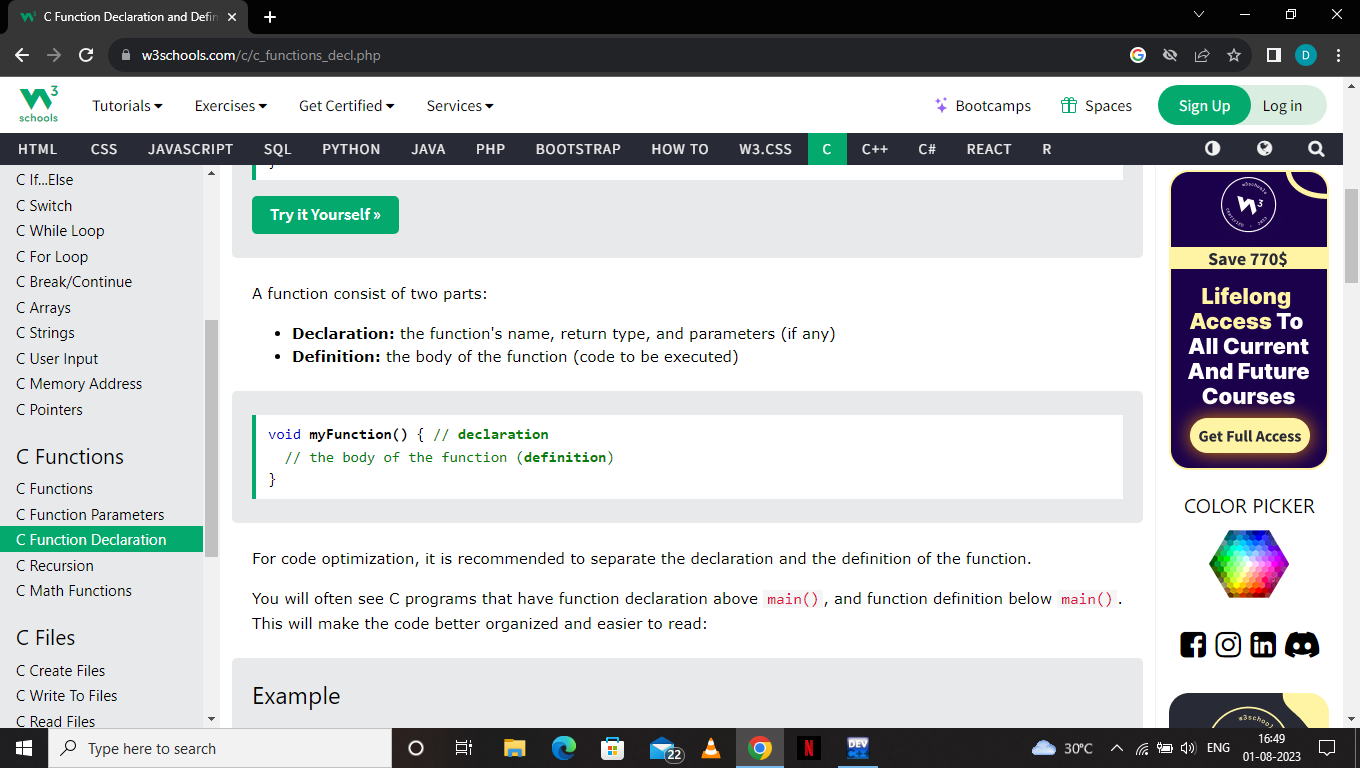 C Function Declaration and Defin
w3schools.com/c/c_functions_decl.php
D
W3
schools
Tutorials
Exercises
Get Certified
Services
Bootcamps
Spaces
Sign Up
Log in
HTML
CSS
JAVASCRIPT
SQL
PYTHON
JAVA
PHP
BOOTSTRAP
HOW TO
W3.CSS
C
C++
C#
REACT
R
C If...Else
C Switch
C While Loop
C For Loop
C Break/Continue
C Arrays
C Strings
C User Input
C Memory Address
C Pointers
C Functions
C Functions
C Function Parameters
C Function Declaration
C Recursion
C Math Functions
C Files
C Create Files
C Write To Files
C Read Files
Try it Yourself »
A function consist of two parts:
• Declaration: the function's name, return type, and parameters (if any)
• Definition: the body of the function (code to be executed)
void myFunction() { // declaration
// the body of the function (definition)
}
For code optimization, it is recommended to separate the declaration and the definition of the function.
You will often see C programs that have function declaration above main(), and function definition below main().
This will make the code better organized and easier to read:
Example
Save 770$
Lifelong
Access To
All Current
And Future
Courses
Get Full Access
COLOR PICKER
Type here to search
22
N
DEV
30°C
ENG
16:49
01-08-2023